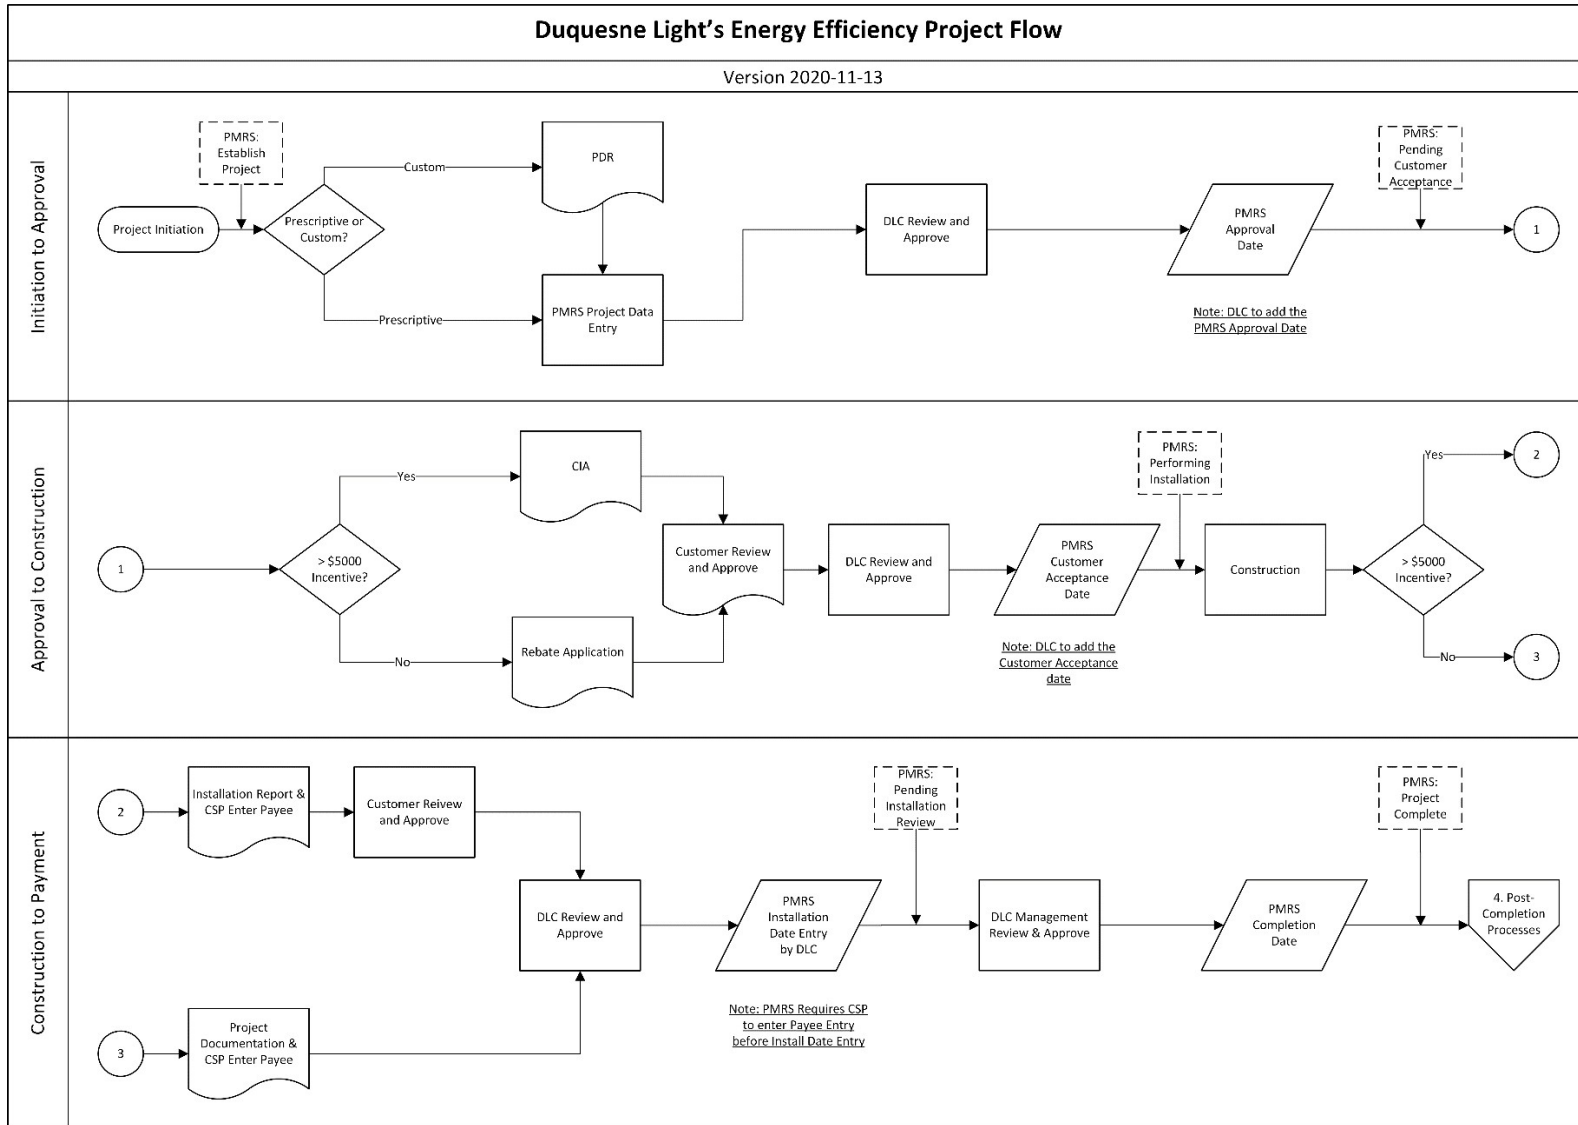 Duquesne Light's Energy Efficiency Project Flow
Version 2020-11-13
Initiation to Approval
PMRS:
Establish
Project
Project Initiation
Prescriptive or
Custom?
Custom
Prescriptive
PDR
PMRS Project Data
Entry
DLC Review and
Approve
PMRS
Approval
Date
Note: DLC to add the
PMRS Approval Date
PMRS:
Pending
Customer
Acceptance
1
Approval to Construction
1
> $5000
Incentive?
Yes
No
CIA
Rebate Application
Customer Review
and Approve
DLC Review and
Approve
PMRS
Customer
Acceptance
Date
Note: DLC to add the
Customer Acceptance
date
PMRS:
Performing
Installation
Construction
> $5000
Incentive?
Yes
2
No
3
Construction to Payment
2
Installation Report &
CSP Enter Payee
Customer Reivew
and Approve
3
Project
Documentation &
CSP Enter Payee
DLC Review and
Approve
PMRS
Installation
Date Entry
by DLC
Note: PMRS Requires CSP
to enter Payee Entry
before Install Date Entry
PMRS:
Pending
Installation
Review
DLC Management
Review & Approve
PMRS
Completion
Date
PMRS:
Project
Complete
4. Post-
Completion
Processes